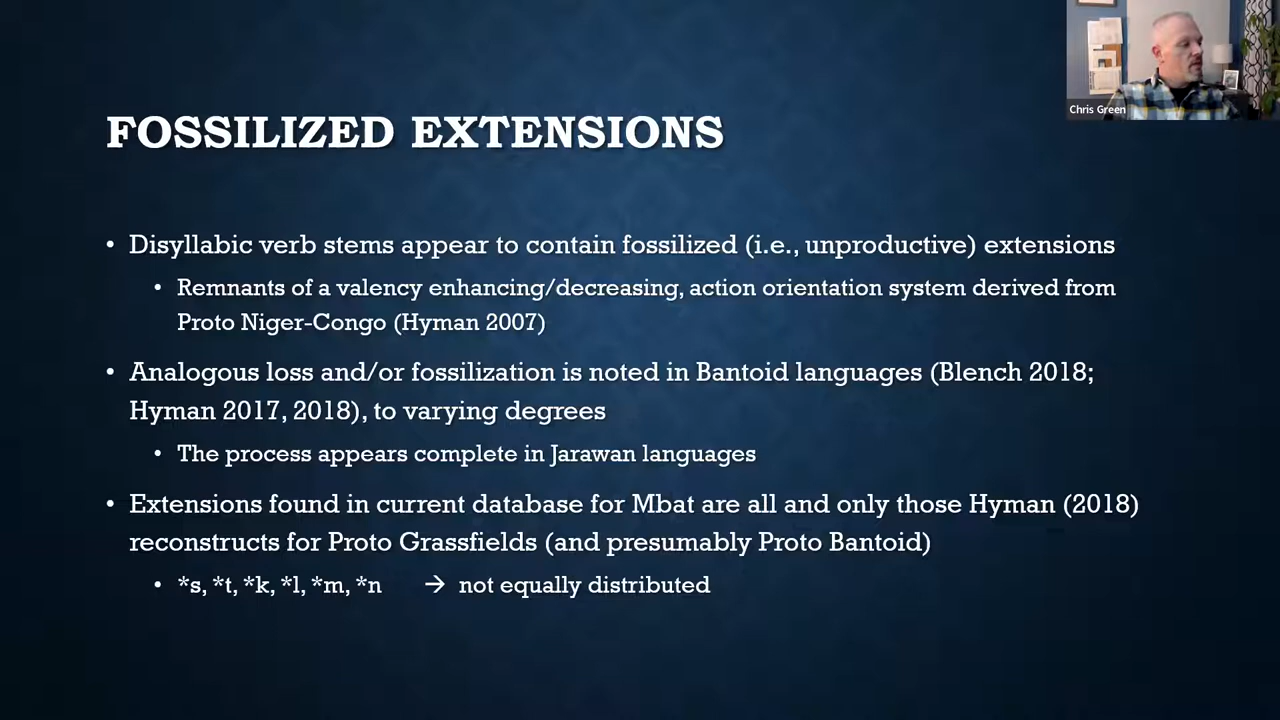 Chris Green
FOSSILIZED EXTENSIONS
• Disyllabic verb stems appear to contain fossilized (i.e., unproductive) extensions
• Remnants of a valency enhancing/decreasing, action orientation system derived from
Proto Niger-Congo (Hyman 2007)
• Analogous loss and/or fossilization is noted in Bantoid languages (Blench 2018;
Hyman 2017, 2018), to varying degrees
• The process appears complete in Jarawan languages
• Extensions found in current database for Mbat are all and only those Hyman (2018)
reconstructs for Proto Grassfields (and presumably Proto Bantoid)
• *s, *t, *k, *l, *m, *n → not equally distributed